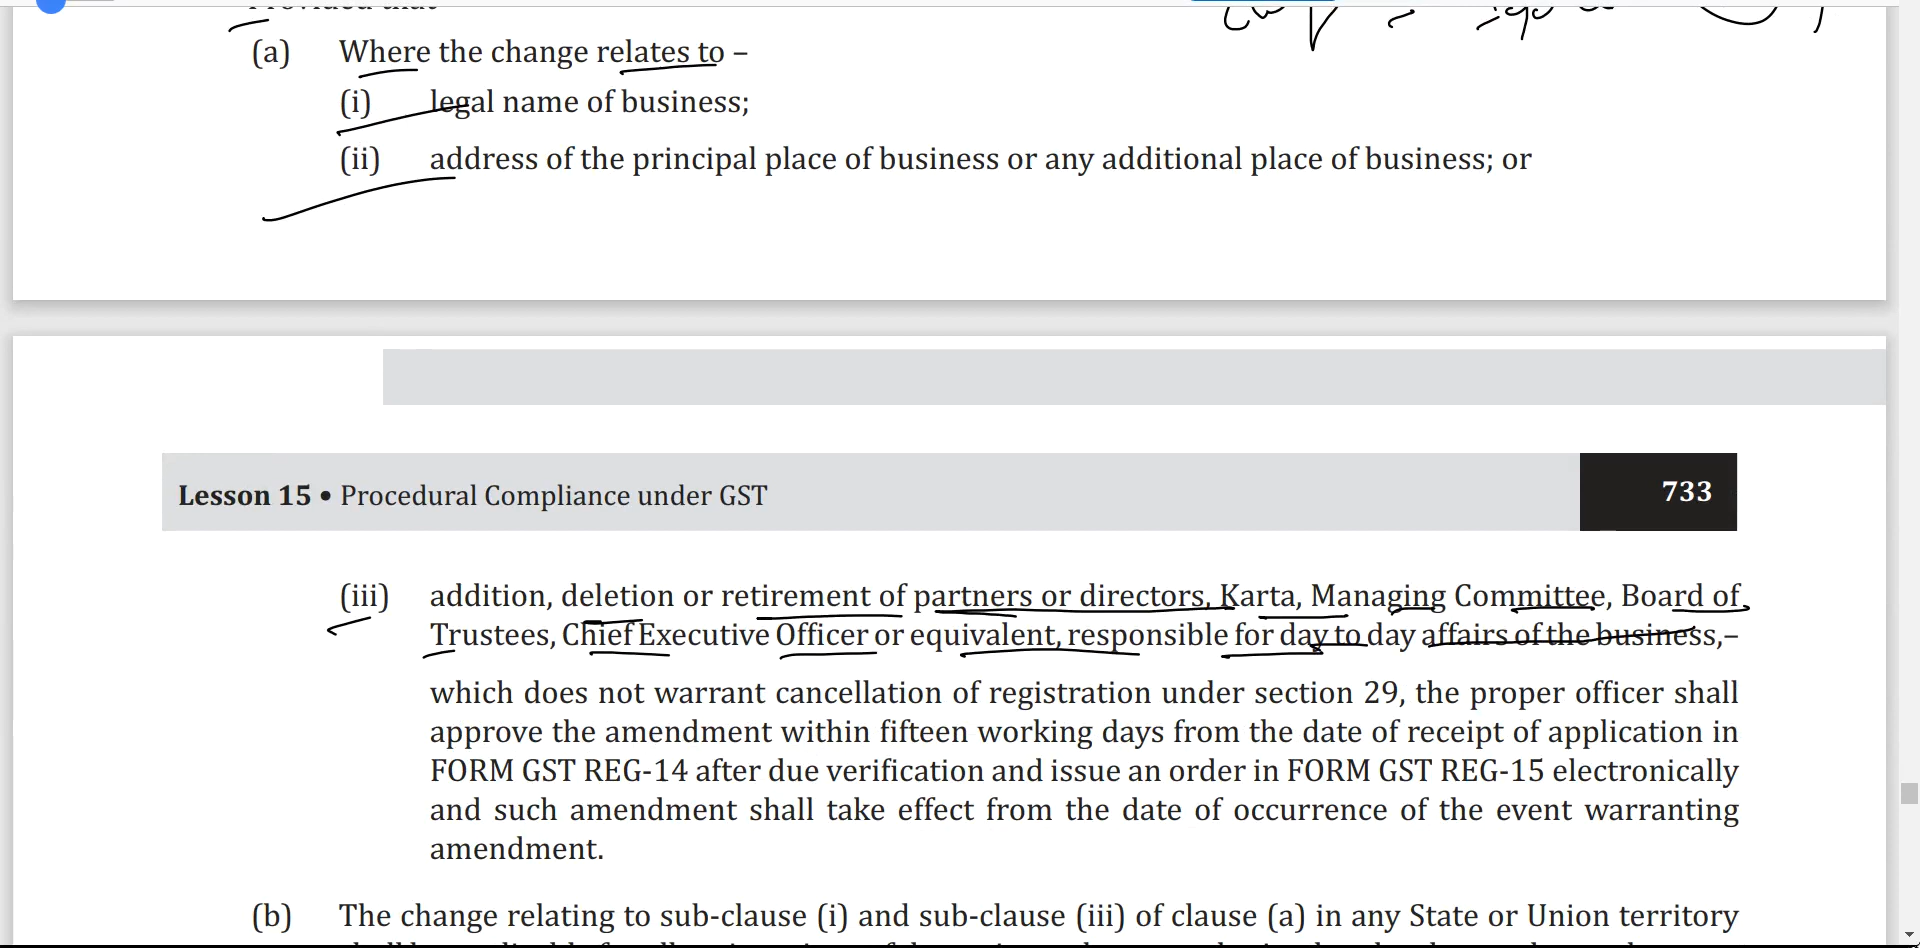 Provided that
(a) Where the change relates to –
(i) legal name of business;
(ii) address of the principal place of business or any additional place of business; or
Lesson 15 • Procedural Compliance under GST 733
(iii) addition, deletion or retirement of partners or directors, Karta, Managing Committee, Board of
Trustees, Chief Executive Officer or equivalent, responsible for day to day affairs of the business,–
which does not warrant cancellation of registration under section 29, the proper officer shall
approve the amendment within fifteen working days from the date of receipt of application in
FORM GST REG-14 after due verification and issue an order in FORM GST REG-15 electronically
and such amendment shall take effect from the date of occurrence of the event warranting
amendment.
(b) The change relating to sub-clause (i) and sub-clause (iii) of clause (a) in any State or Union territory